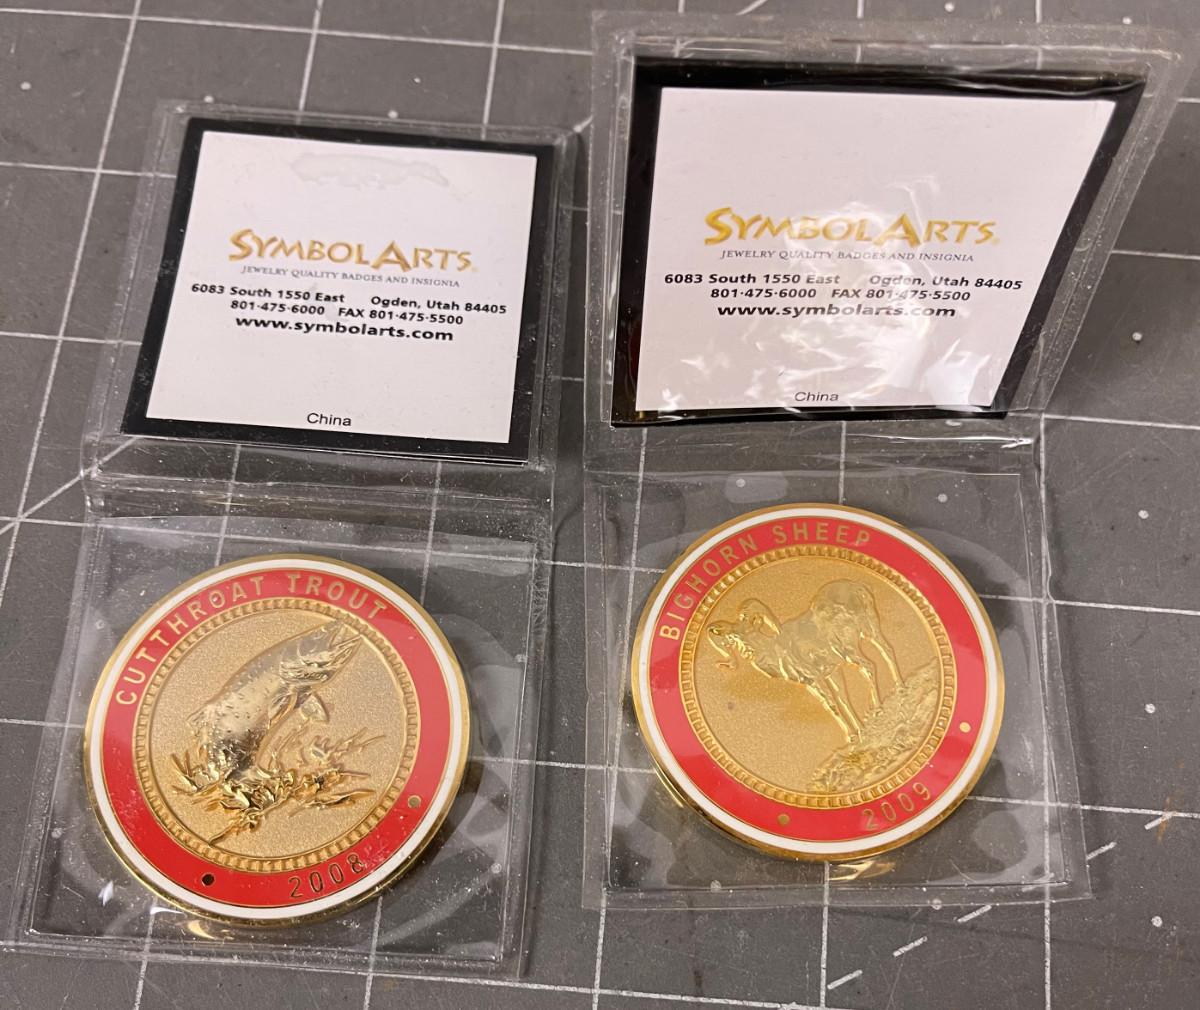 SYMBOLARTS®
JEWELRY QUALITY BADGES AND INSIGNIA
6083 South 1550 East Ogden, Utah 84405
801·475·6000 FAX 801·475·5500
www.symbolarts.com
China
CUTTHROAT TROUT
2008
SYMBOLARTS®
JEWELRY QUALITY BADGES AND INSIGNIA
6083 South 1550 East Ogden, Utah 84405
801·475·6000 FAX 801·475·5500
www.symbolarts.com
China
BIGHORN SHEEP
2009